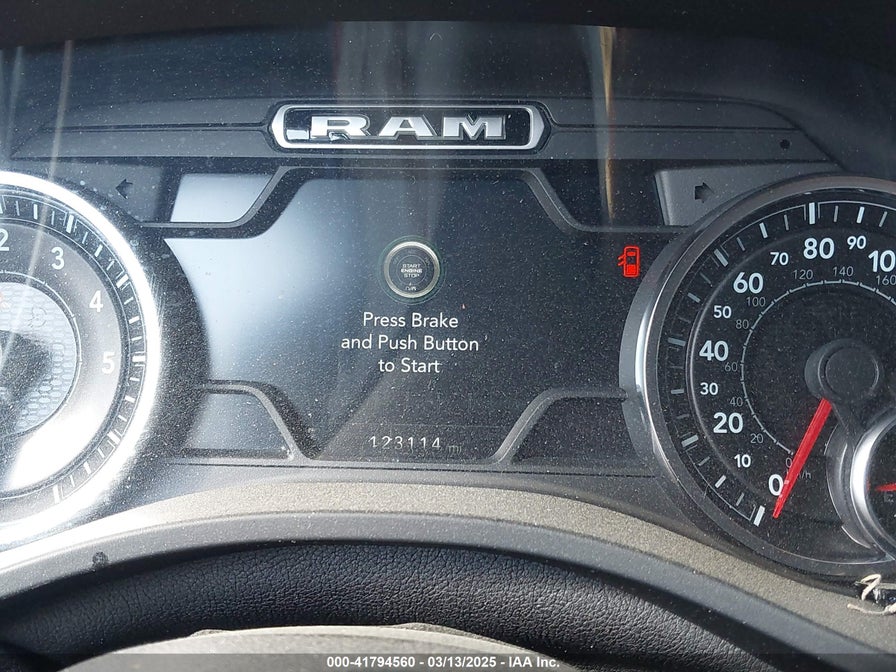 RAM
START
ENGINE
STOP
Press Brake
and Push Button
to Start
123114 mi
2
3
4
5
0
10
20
30
40
50
60
70
80
90
20
40
60
80
100
120
140
160
000-41794560 - 03/13/2025 - IAA Inc.